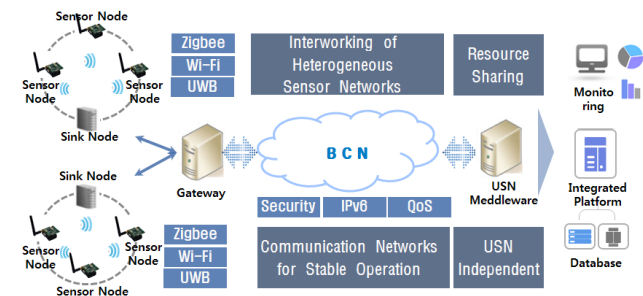 Sensor Node
Sensor
Node
Sensor
Node
Sink Node
Zigbee
Wi-Fi
UWB
Interworking of
Heterogeneous
Sensor Networks
Resource
Sharing
Monito
ring
Gateway
BCN
USN
Meddleware
Integrated
Platform
Security
IPv6
QoS
Sink Node
Sensor
Node
Sensor
Node
Sensor Node
Zigbee
Wi-Fi
UWB
Communication Networks
for Stable Operation
USN
Independent
Database